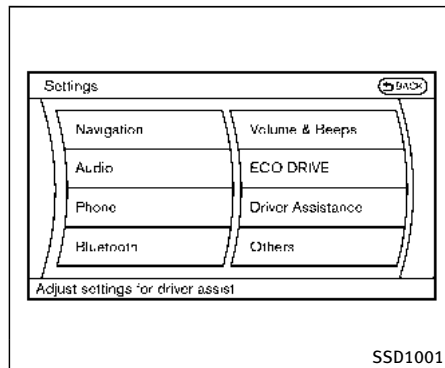 Settings
BACK
Navigation
Volume & Beeps
Audio
ECO DRIVE
Phone
Driver Assistance
Bluetooth
Others
Adjust settings for driver assist
SSD1001